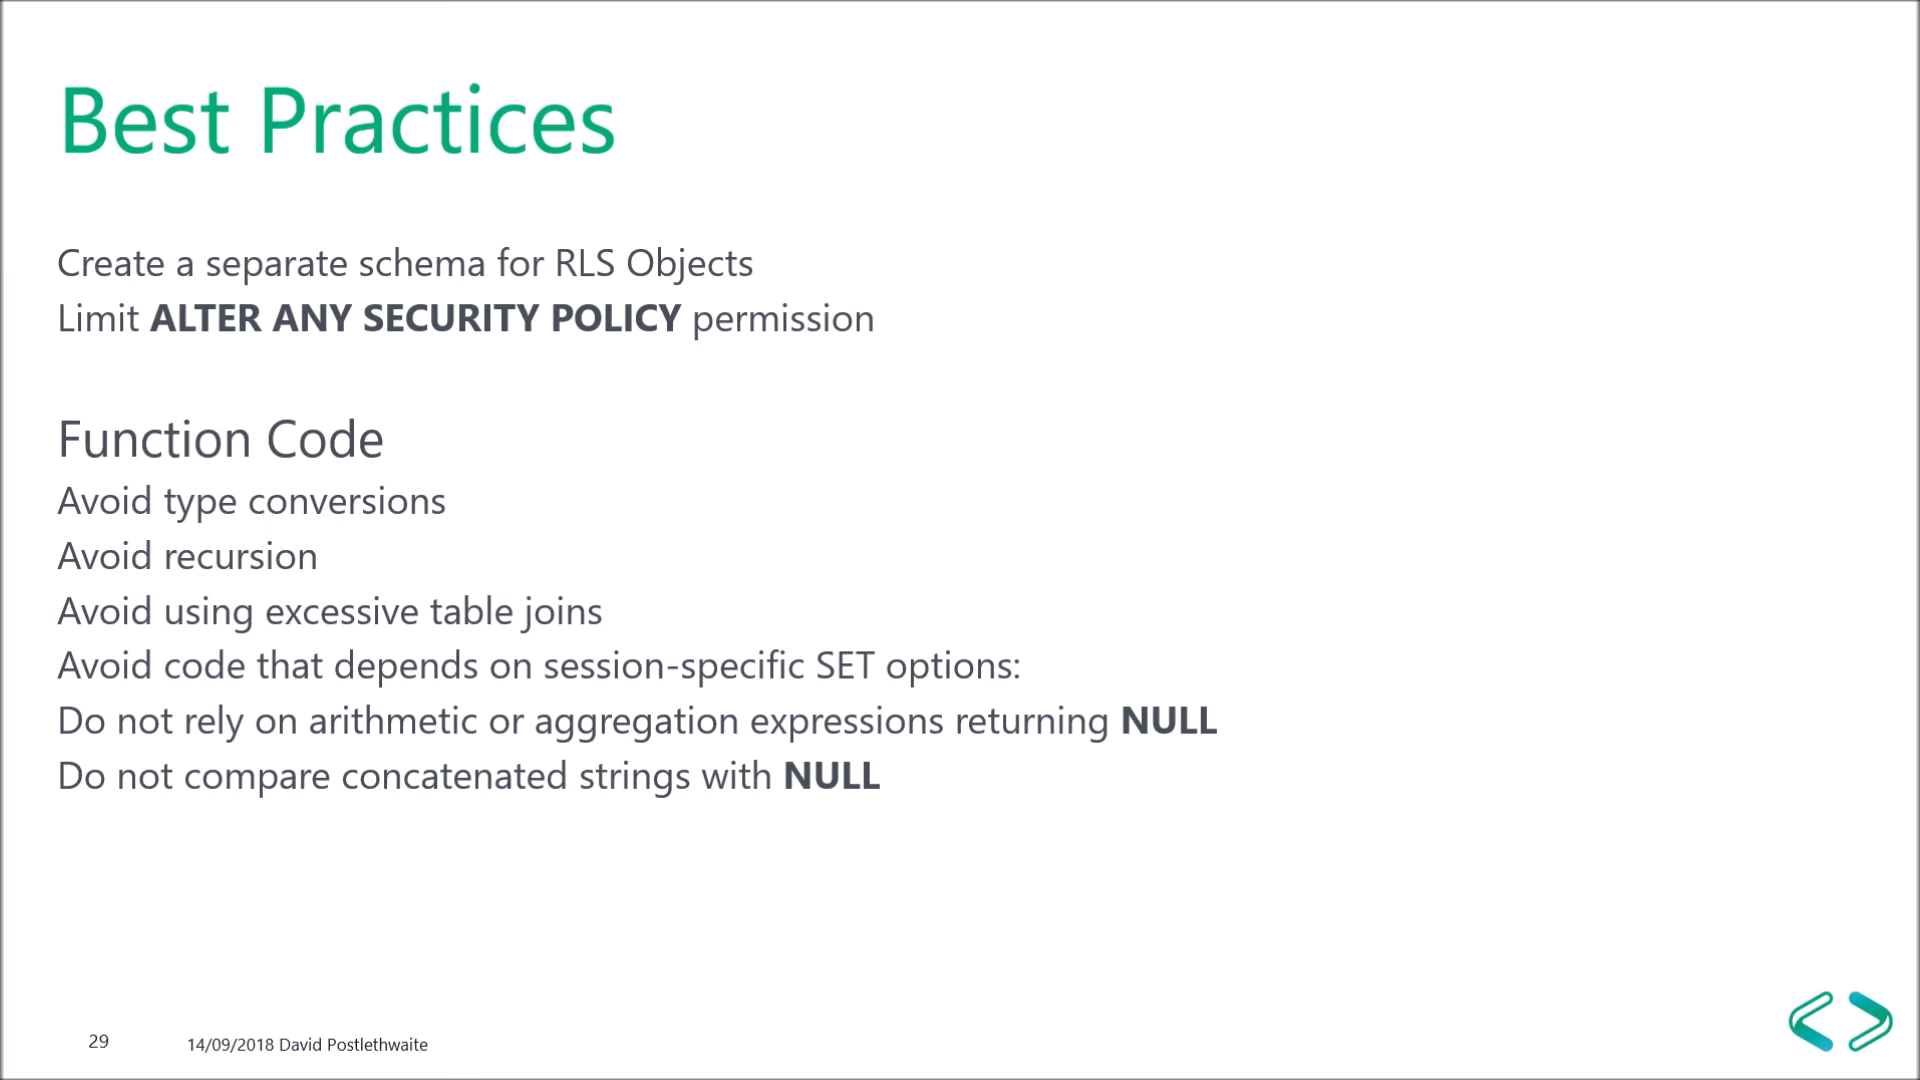 Best Practices
Create a separate schema for RLS Objects
Limit ALTER ANY SECURITY POLICY permission
Function Code
Avoid type conversions
Avoid recursion
Avoid using excessive table joins
Avoid code that depends on session-specific SET options:
Do not rely on arithmetic or aggregation expressions returning NULL
Do not compare concatenated strings with NULL
29
14/09/2018 David Postlethwaite